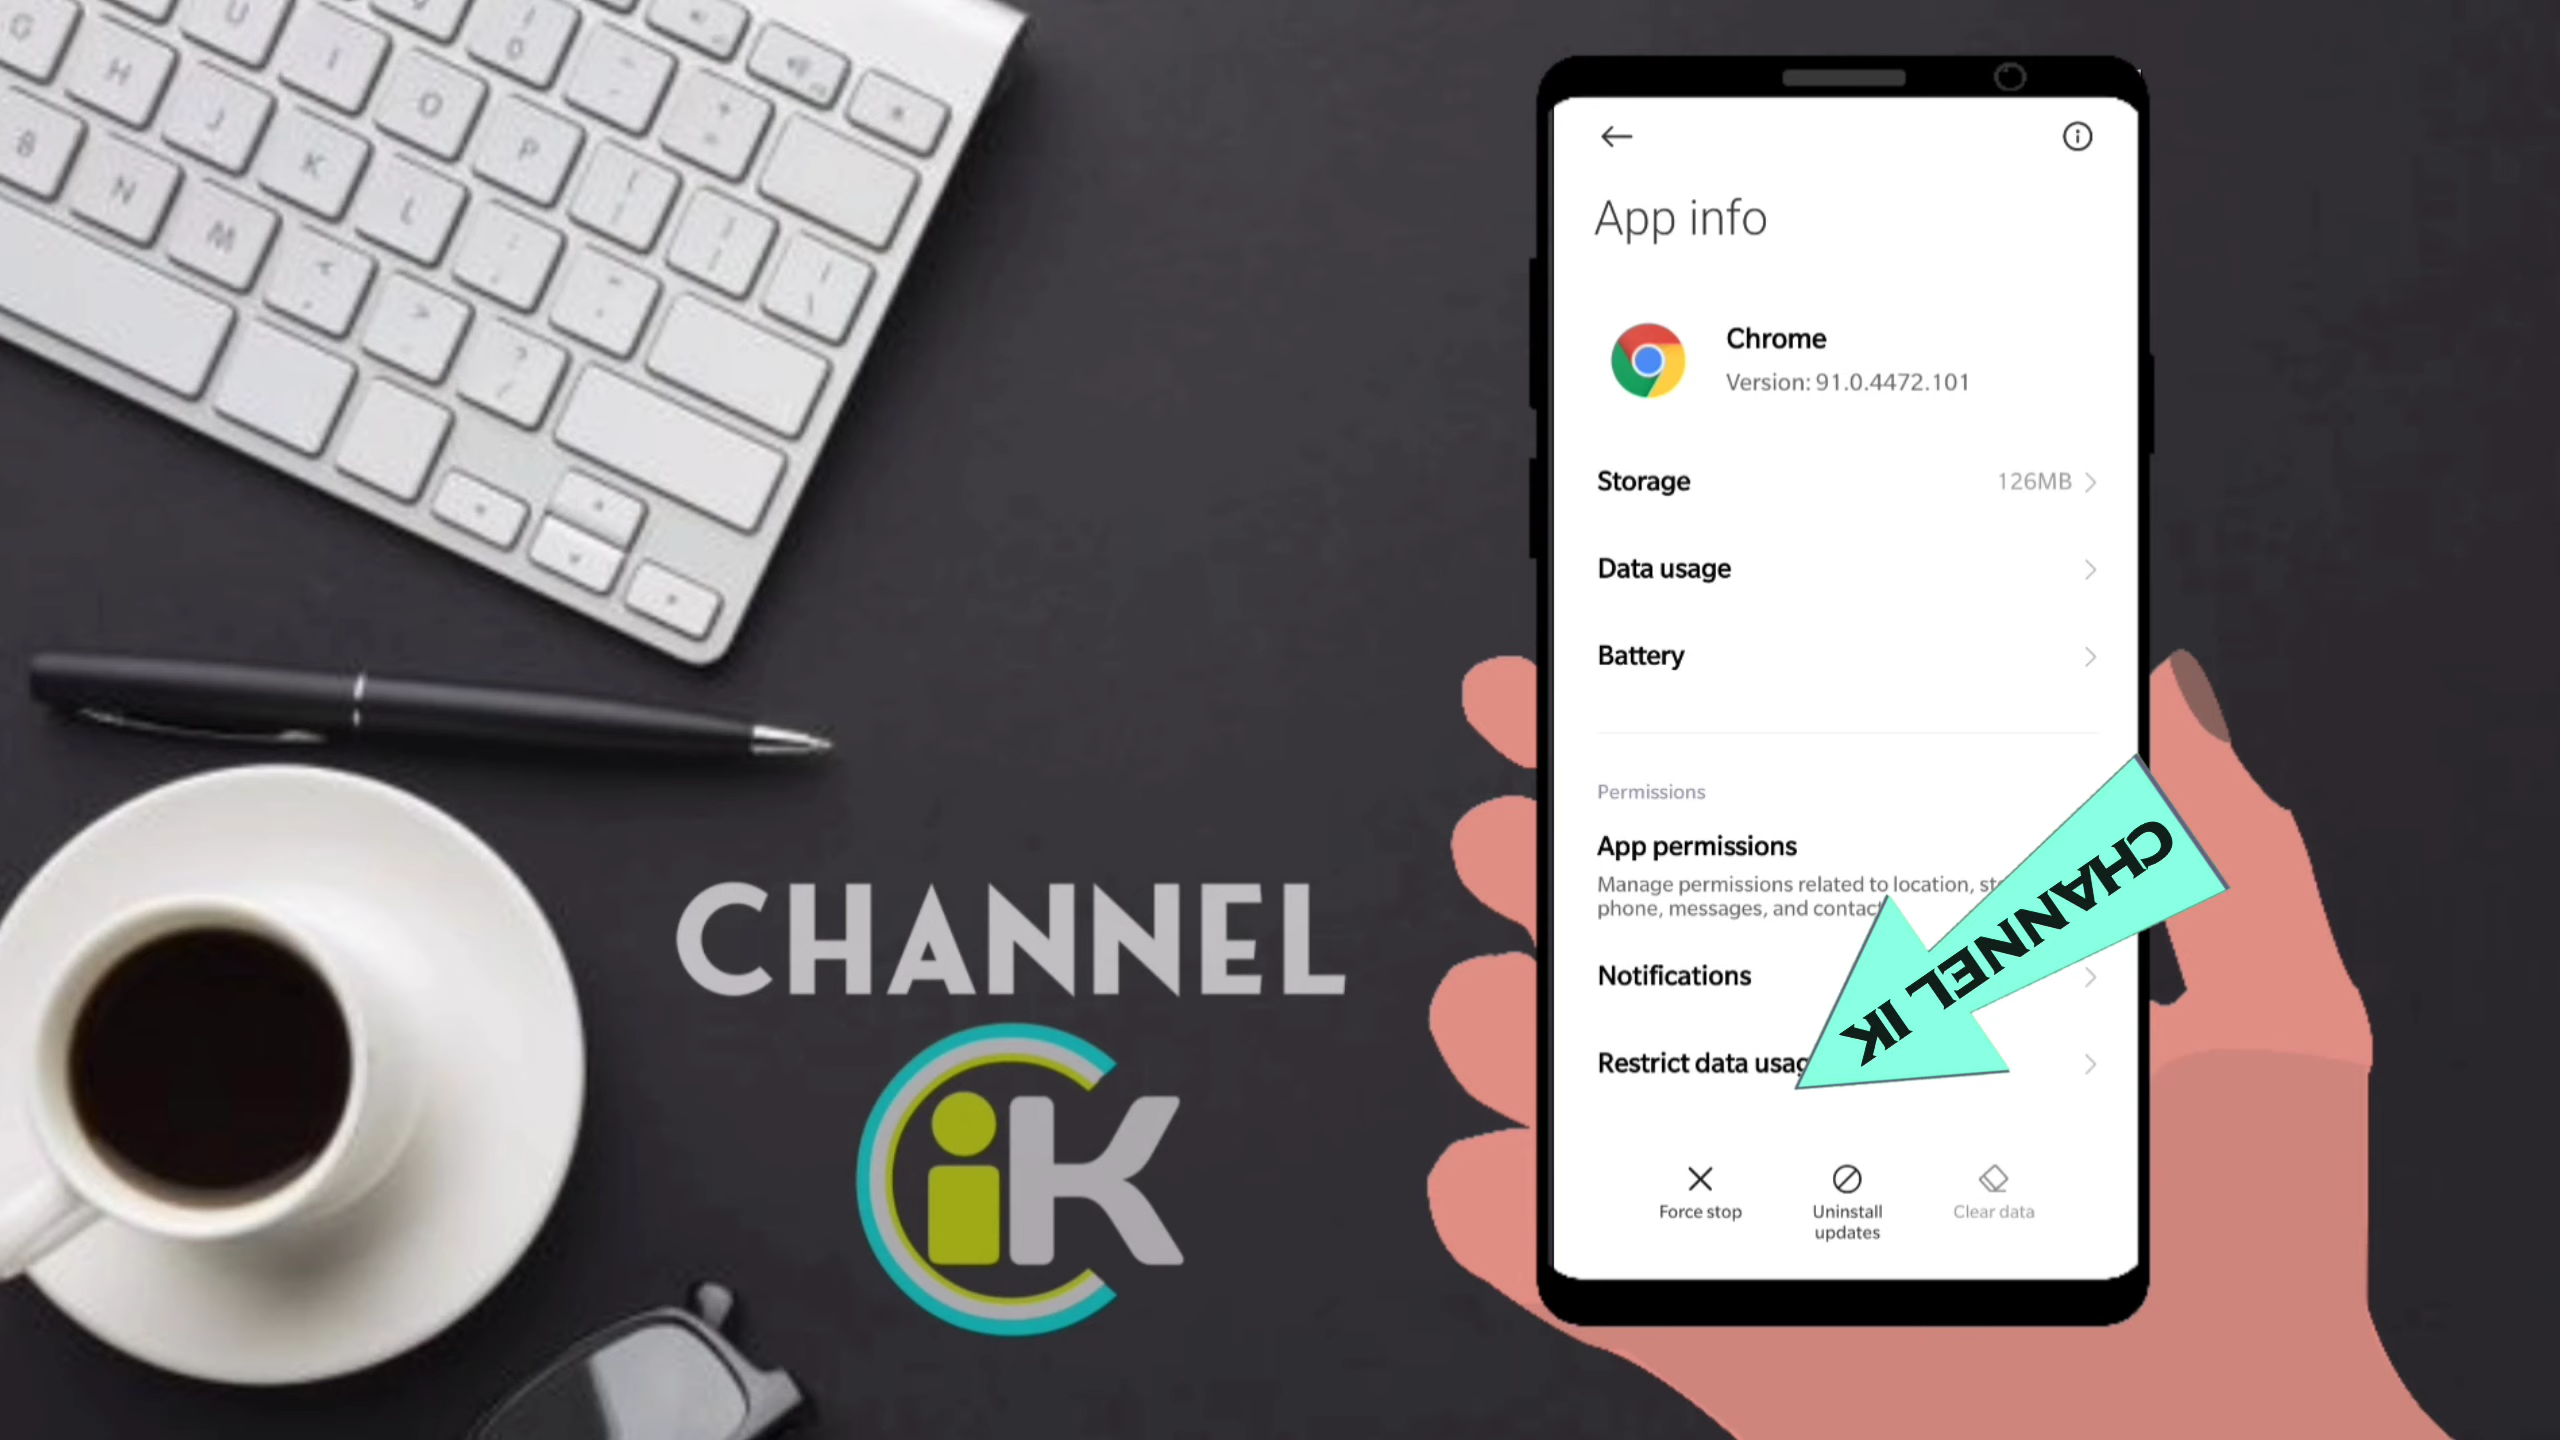 G
U
I
O
P
H
J
K
L
B
N
M
App info
Chrome
Version: 91.0.4472.101
Storage 126MB
Data usage
Battery
Permissions
App permissions
Manage permissions related to location,
phone, messages, and
Notifications
Restrict data
Force stop
Uninstall
updates
Clear data
CHANNEL IK
CHANNEL
iK